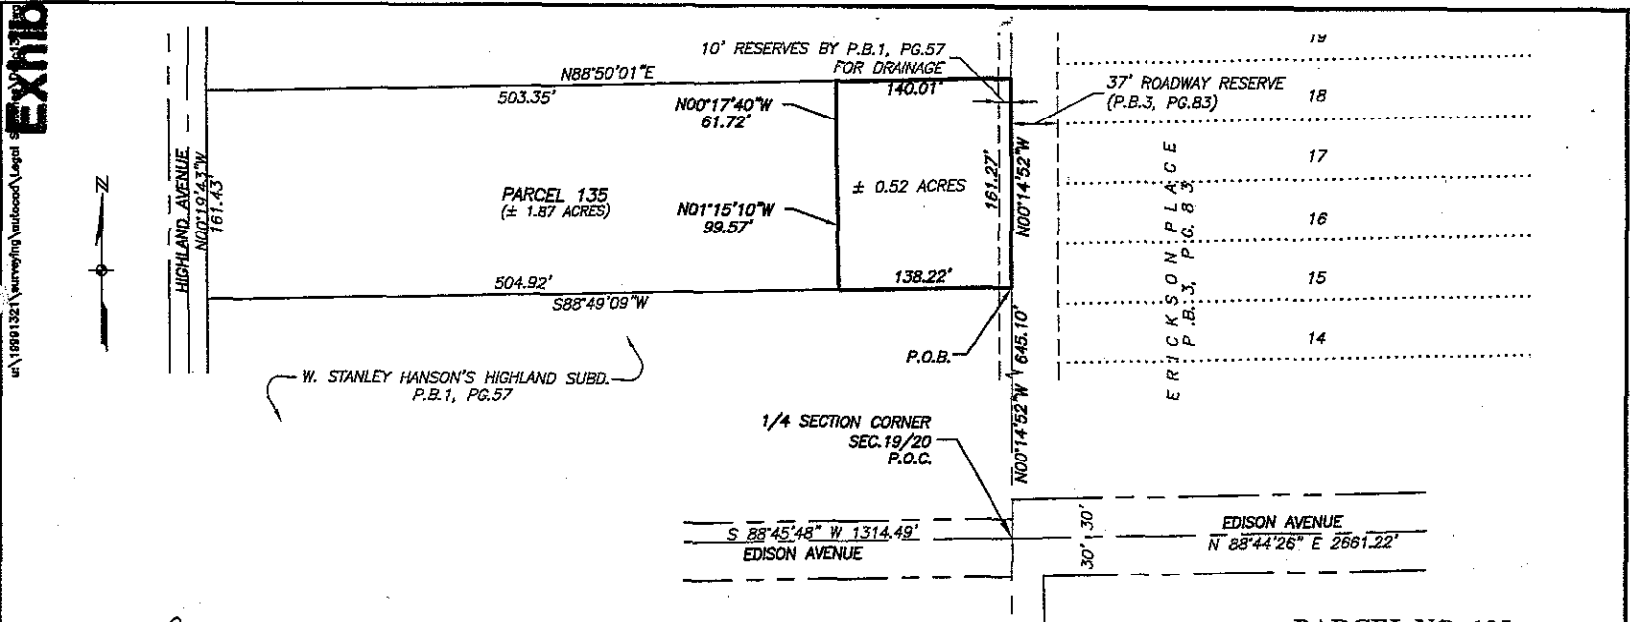 Exhib
19
10' RESERVES BY P.B.1, PG.57
FOR DRAINAGE
N88°50'01"E
503.35'
140.01'
37' ROADWAY RESERVE
(P.B.3, PG.83)
18
N00°17'40"W
61.72'
HIGHLAND AVENUE
N00°19'43"W
161.43'
Z
PARCEL 135
(± 1.87 ACRES)
± 0.52 ACRES
161.27'
N00°14'52"W
17
N01°15'10"W
99.57'
16
ERICKSON PLACE
P.B.3, PG.83
504.92'
138.22'
S88°49'09"W
15
P.O.B.
N00°14'52"W 645.10'
14
W. STANLEY HANSON'S HIGHLAND SUBD.
P.B.1, PG.57
1/4 SECTION CORNER
SEC.19/20
P.O.C.
S 88°45'48" W 1314.49'
EDISON AVENUE
30' 30'
EDISON AVENUE
N 88°44'26" E 2661.22'